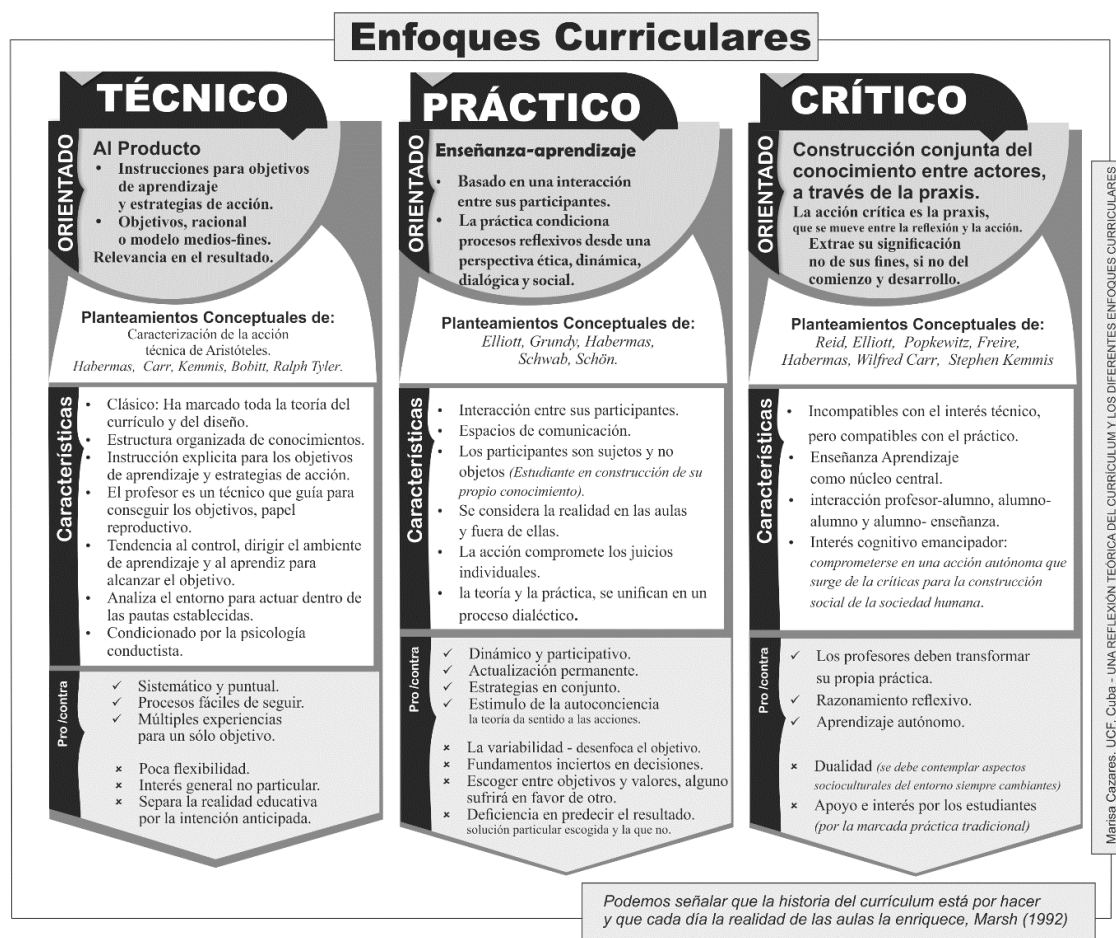 Enfoques Curriculares
TÉCNICO
ORIENTADO
Al Producto
• Instrucciones para objetivos
de aprendizaje
y estrategias de acción.
• Objetivos, racional
o modelo medios-fines.
Relevancia en el resultado.
Planteamientos Conceptuales de:
Caracterización de la acción
técnica de Aristóteles.
Habermas, Carr, Kemmis, Bobitt, Ralph Tyler.
Características
• Clásico: Ha marcado toda la teoría del
currículo y del diseño.
• Estructura organizada de conocimientos.
• Instrucción explicita para los objetivos
de aprendizaje y estrategias de acción.
• El profesor es un técnico que guía para
conseguir los objetivos, papel
reproductivo.
• Tendencia al control, dirigir el ambiente
de aprendizaje y al aprendiz para
alcanzar el objetivo.
• Analiza el entorno para actuar dentro de
las pautas establecidas.
• Condicionado por la psicología
conductista.
Pro /contra
✓ Sistemático y puntual.
✓ Procesos fáciles de seguir.
✓ Múltiples experiencias
para un sólo objetivo.
× Poca flexibilidad.
× Interés general no particular.
× Separa la realidad educativa
por la intención anticipada.
PRÁCTICO
ORIENTADO
Enseñanza-aprendizaje
• Basado en una interacción
entre sus participantes.
• La práctica condiciona
procesos reflexivos desde una
perspectiva ética, dinámica,
dialógica y social.
Planteamientos Conceptuales de:
Elliott, Grundy, Habermas,
Schwab, Schön.
Características
• Interacción entre sus participantes.
• Espacios de comunicación.
• Los participantes son sujetos y no
objetos (Estudiante en construcción de su
propio conocimiento).
• Se considera la realidad en las aulas
y fuera de ellas.
• La acción compromete los juicios
individuales.
• la teoría y la práctica, se unifican en un
proceso dialéctico.
Pro /contra
✓ Dinámico y participativo.
✓ Actualización permanente.
✓ Estrategias en conjunto.
✓ Estimulo de la autoconciencia
la teoría da sentido a las acciones.
× La variabilidad - desenfoca el objetivo.
× Fundamentos inciertos en decisiones.
× Escoger entre objetivos y valores, alguno
sufrirá en favor de otro.
× Deficiencia en predecir el resultado.
solución particular escogida y la que no.
CRÍTICO
ORIENTADO
Construcción conjunta del
conocimiento entre actores,
a través de la praxis.
La acción crítica es la praxis,
que se mueve entre la reflexión y la acción.
Extrae su significación
no de sus fines, si no del
comienzo y desarrollo.
Planteamientos Conceptuales de:
Reid, Elliott, Popkewitz, Freire,
Habermas, Wilfred Carr, Stephen Kemmis
Características
• Incompatibles con el interés técnico,
pero compatibles con el práctico.
• Enseñanza Aprendizaje
como núcleo central.
• interacción profesor-alumno, alumno-
alumno y alumno- enseñanza.
• Interés cognitivo emancipador:
comprometerse en una acción autónoma que
surge de la críticas para la construcción
social de la sociedad humana.
Pro /contra
✓ Los profesores deben transformar
su propia práctica.
✓ Razonamiento reflexivo.
✓ Aprendizaje autónomo.
× Dualidad (se debe contemplar aspectos
socioculturales del entorno siempre cambiantes)
× Apoyo e interés por los estudiantes
(por la marcada práctica tradicional)
Marisa Cazares. UCF. Cuba - UNA REFLEXIÓN TEÓRICA DEL CURRÍCULUM Y LOS DIFERENTES ENFOQUES CURRICULARES
Podemos señalar que la historia del currículum está por hacer
y que cada día la realidad de las aulas la enriquece, Marsh (1992)